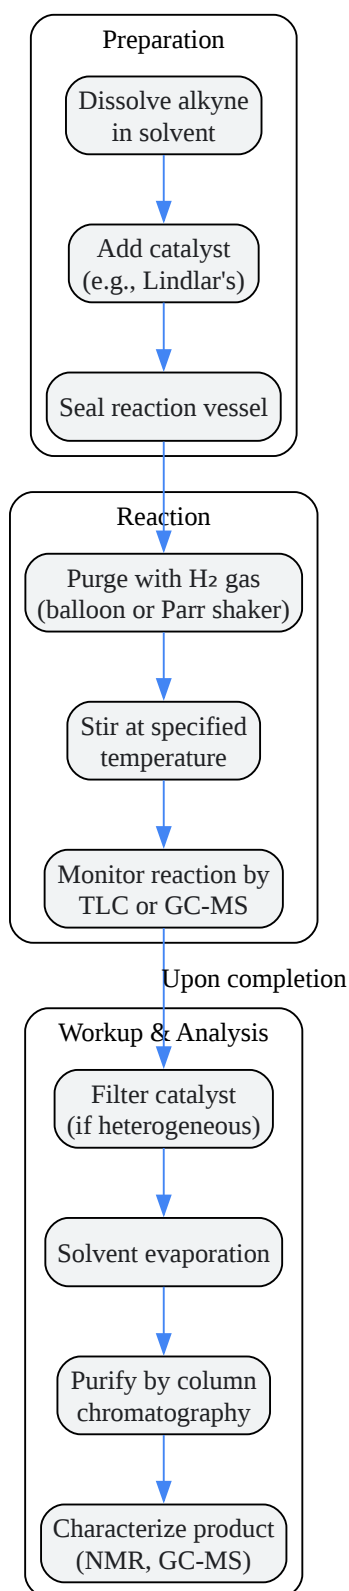 Preparation
Dissolve alkyne
in solvent
Add catalyst
(e.g., Lindlar's)
Seal reaction vessel
Reaction
Purge with H₂ gas
(balloon or Parr shaker)
Stir at specified
temperature
Monitor reaction by
TLC or GC-MS
Upon completion
Workup & Analysis
Filter catalyst
(if heterogeneous)
Solvent evaporation
Purify by column
chromatography
Characterize product
(NMR, GC-MS)